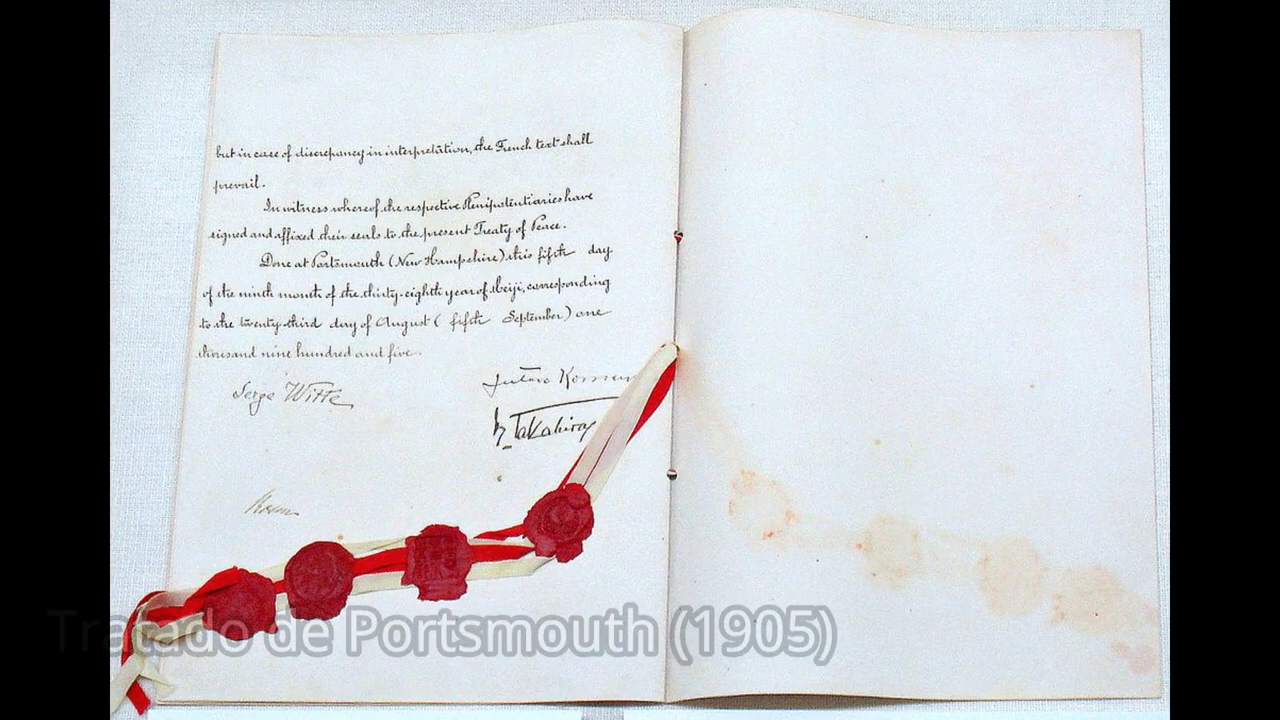 but in case of discrepancy in interpretation, the French text shall
prevail.
In witness whereof, the respective Plenipotentiaries have
signed and affixed their seals to the present Treaty of Peace.
Done at Portsmouth (New Hampshire) this fifth day
of the ninth month of the thirty-eighth year of Meiji, corresponding
to the twenty-third day of August (fifth September) one
thousand nine hundred and five.
Serge Witte
Jutaro Komura
K. Takahira
Rosen
Tratado de Portsmouth (1905)